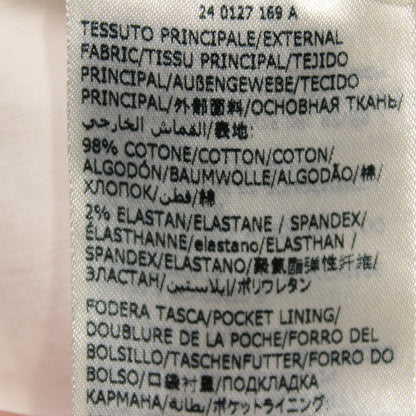 24 0127 169 A
TESSUTO PRINCIPALE/EXTERNAL
FABRIC/TISSU PRINCIPAL/TEJIDO
PRINCIPAL/AUßENGEWEBE/TECIDO
PRINCIPAL/外部面料/ОСНОВНАЯ ТКАНЬ/
القماش الخارجي/表地:
98% COTONE/COTTON/COTON/
ALGODÓN/BAUMWOLLE/ALGODÃO/棉/
ХЛОПОК/قطن/綿
2% ELASTAN/ELASTANE / SPANDEX/
ÉLASTHANNE/elastano/ELASTHAN /
SPANDEX/ELASTANO/聚氨酯弹性纤维/
ЭЛАСТАН/إيلاستين/ポリウレタン
FODERA TASCA/POCKET LINING/
DOUBLURE DE LA POCHE/FORRO DEL
BOLSILLO/TASCHENFUTTER/FORRO DO
BOLSO/口袋衬里/ПОДКЛАДКА
КАРМАНА/بطانة/ポケットライニング/